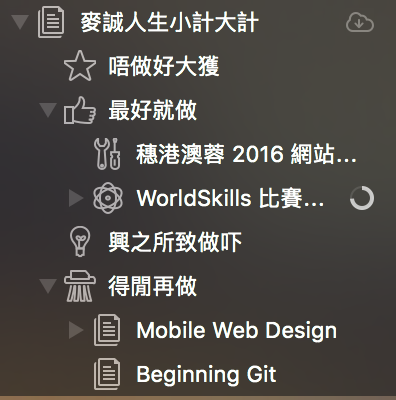 麥誠人生小計大計
唔做好大獲
最好就做
穗港澳蓉 2016 網站...
WorldSkills 比賽...
興之所致做吓
得閒再做
Mobile Web Design
Beginning Git